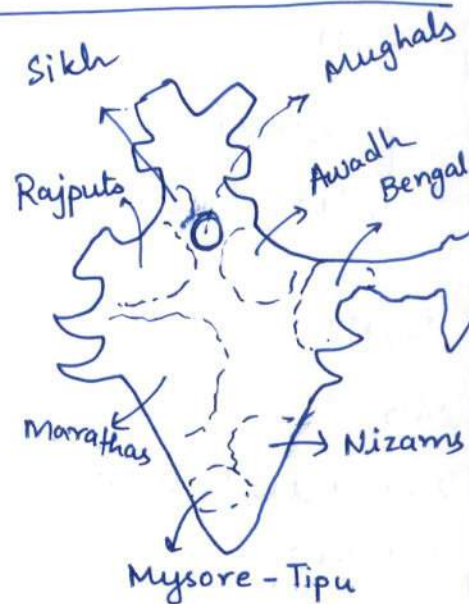 Sikh
Mughals
Rajputs
Awadh
Bengal
Marathas
Nizams
Mysore - Tipu